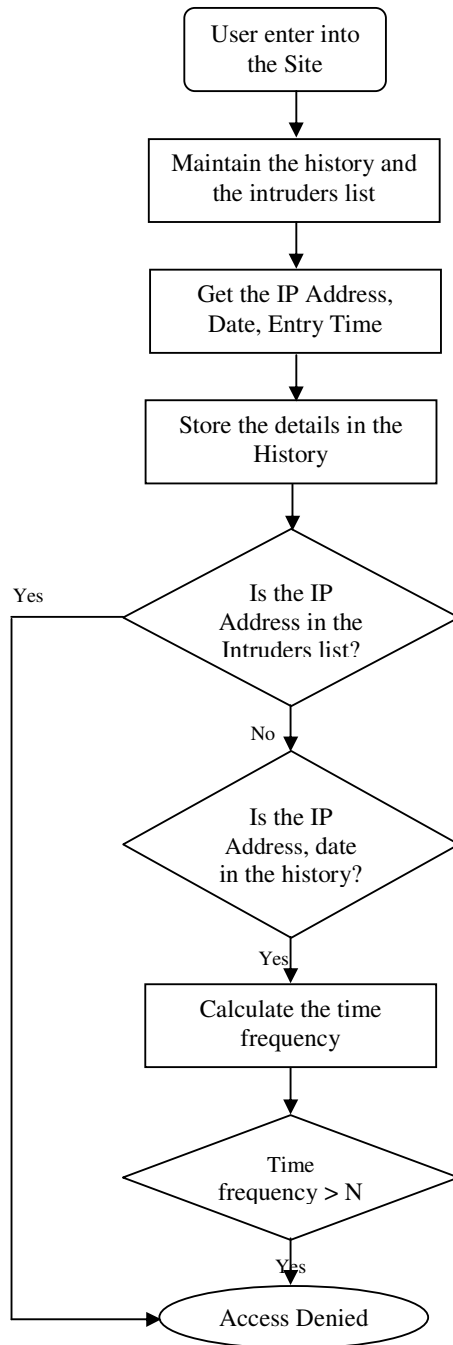 User enter into
the Site
Maintain the history and
the intruders list
Get the IP Address,
Date, Entry Time
Store the details in the
History
Yes
Is the IP
Address in the
Intruders list?
No
Is the IP
Address, date
in the history?
Yes
Calculate the time
frequency
Time
frequency > N
Yes
Access Denied